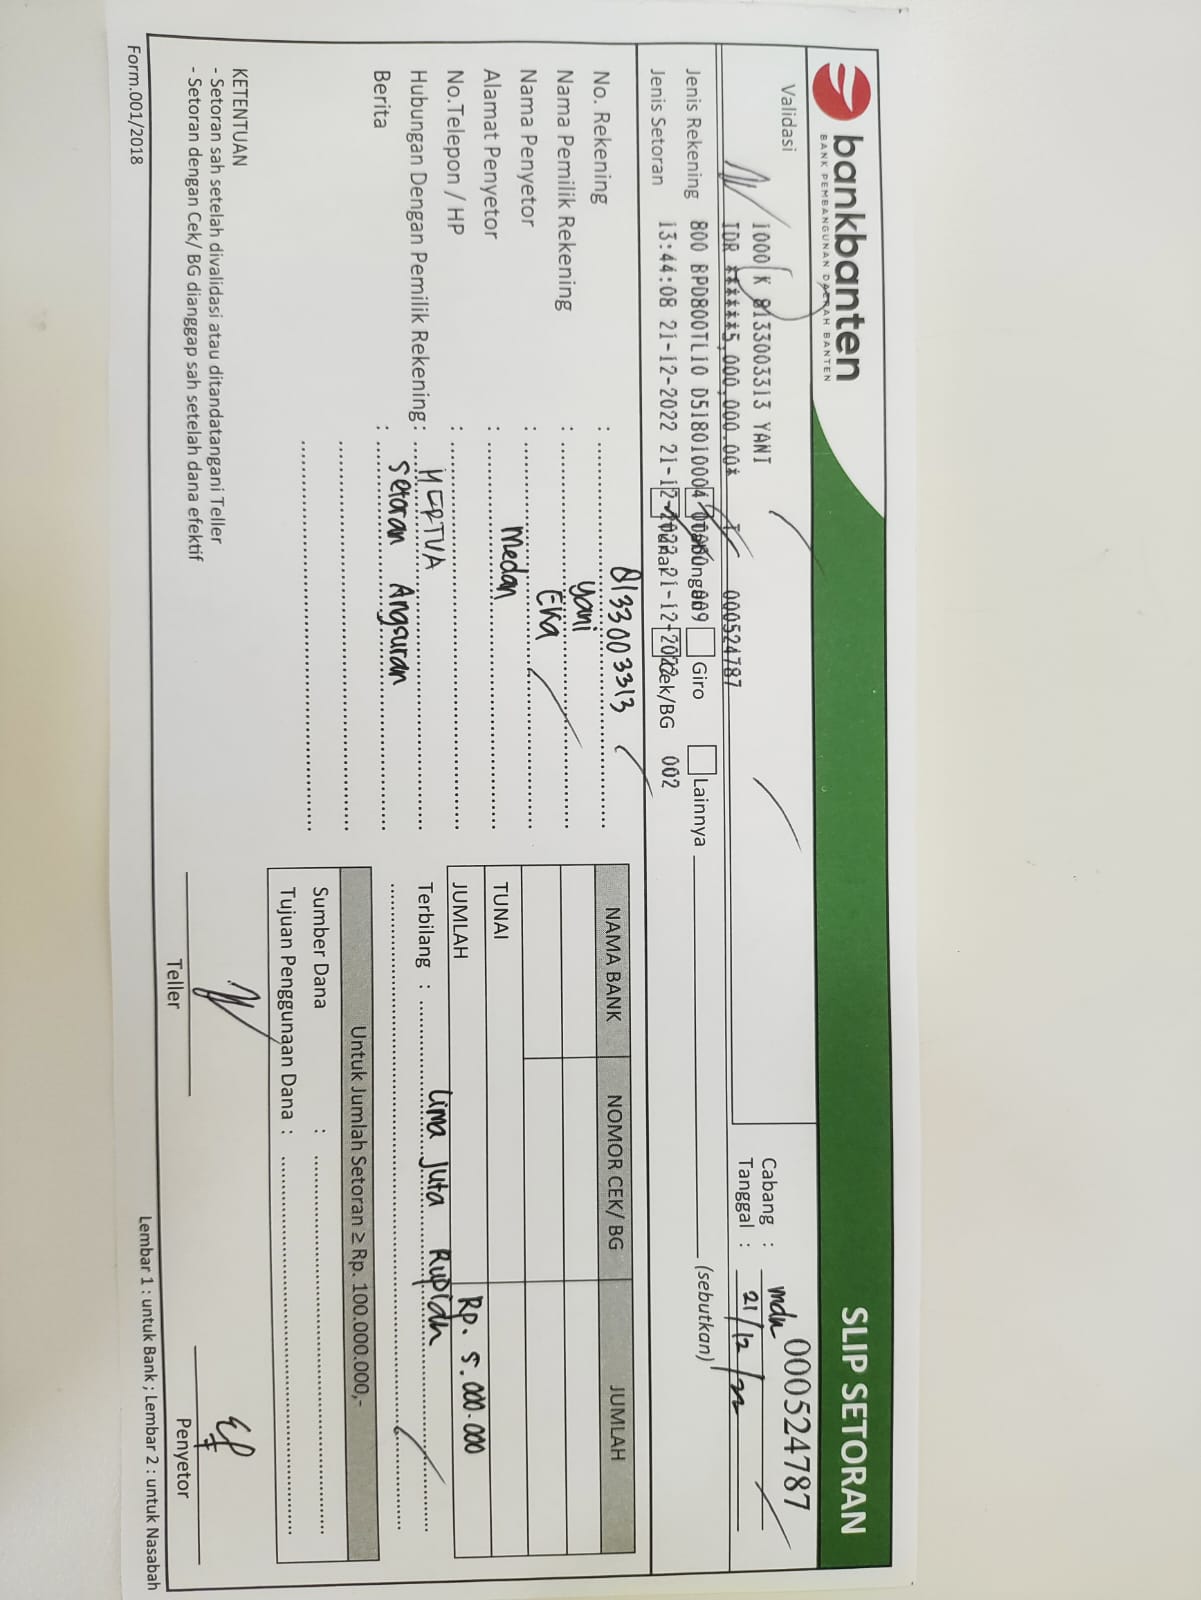 bankbanten
BANK PEMBANGUNAN DAERAH BANTEN
SLIP SETORAN
000524787
Validasi
1000 K 8133003313 YANI
IDR ******5,000,000.00* T 000524787
Cabang : mdn
Tanggal : 21/12/22
Jenis Rekening 800 BPD800TL10 D518010004 Tabungan 009 Giro Lainnya (sebutkan)
Jenis Setoran 13:44:08 21-12-2022 21-12-2022 21-12-2022 002
Tunai Cek/BG
No. Rekening : 8133003313
Nama Pemilik Rekening : Yani
Nama Penyetor : Eka
Alamat Penyetor : Medan
No.Telepon / HP :
Hubungan Dengan Pemilik Rekening : MERTUA
Berita : Setoran Angsuran
NAMA BANK NOMOR CEK/ BG JUMLAH
TUNAI
JUMLAH Rp. 5.000.000
Terbilang : Lima Juta Rupiah
Untuk Jumlah Setoran ≥ Rp. 100.000.000,-
Sumber Dana :
Tujuan Penggunaan Dana :
KETENTUAN
- Setoran sah setelah divalidasi atau ditandatangani Teller
- Setoran dengan Cek/ BG dianggap sah setelah dana efektif
Teller
Penyetor
Form.001/2018
Lembar 1 : untuk Bank ; Lembar 2 : untuk Nasabah